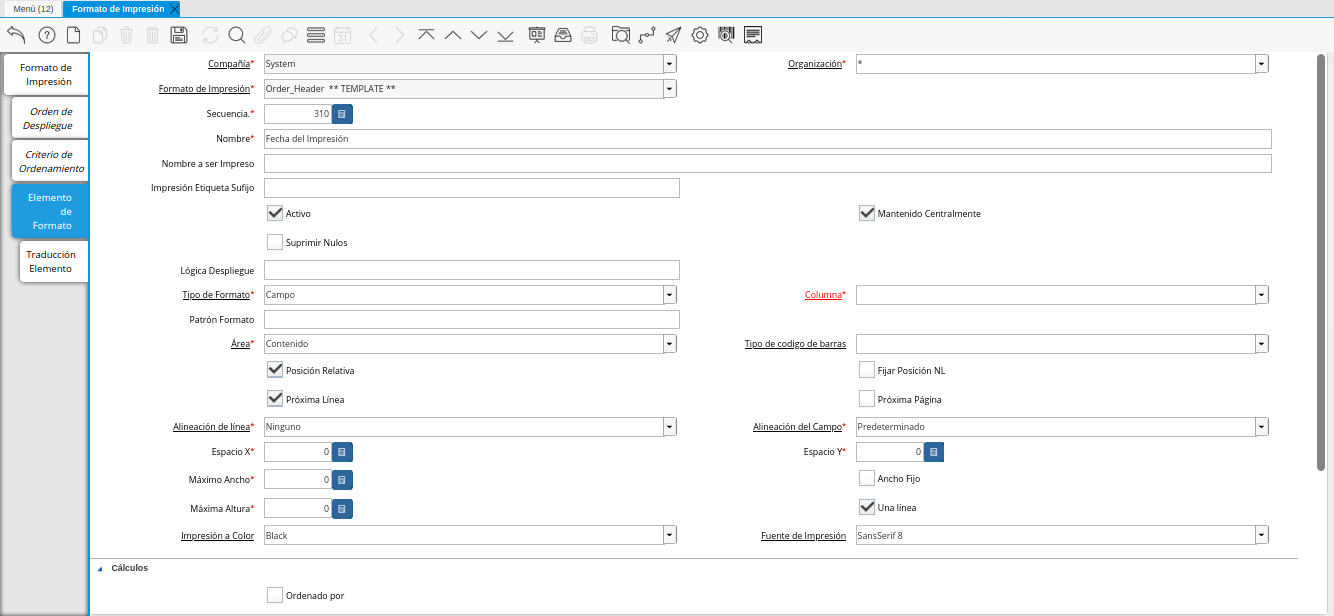 Menú (12)
Formato de Impresión
Formato de
Impresión
Orden de
Despliegue
Criterio de
Ordenamiento
Elemento
de
Formato
Traducción
Elemento
Compañía* System
Organización* *
Formato de Impresión* Order_Header ** TEMPLATE **
Secuencia.* 310
Nombre* Fecha del Impresión
Nombre a ser Impreso
Impresión Etiqueta Sufijo
Activo
Mantenido Centralmente
Suprimir Nulos
Lógica Despliegue
Tipo de Formato* Campo
Columna*
Patrón Formato
Área* Contenido
Tipo de codigo de barras
Posición Relativa
Fijar Posición NL
Próxima Línea
Próxima Página
Alineación de línea* Ninguno
Alineación del Campo* Predeterminado
Espacio X* 0
Espacio Y* 0
Máximo Ancho* 0
Ancho Fijo
Máxima Altura* 0
Una línea
Impresión a Color Black
Fuente de Impresión SansSerif 8
Cálculos
Ordenado por